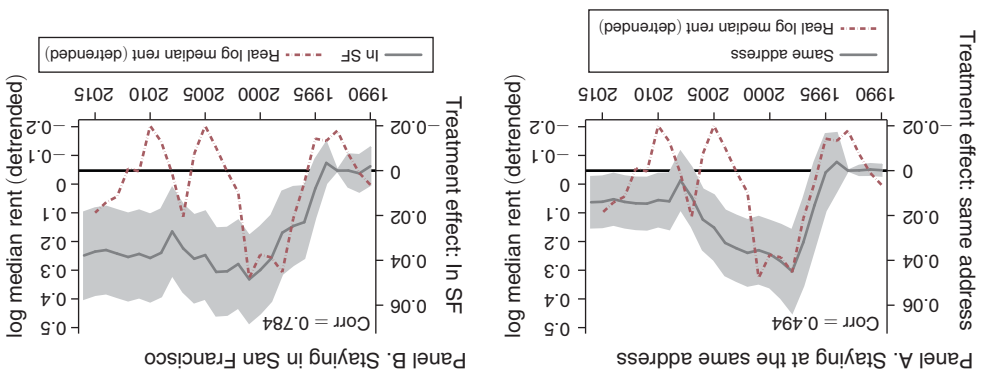 Panel A. Staying at the same address
Treatment effect: same address
0.06
0.04
0.02
0
−0.02
Corr = 0.494
0.5
0.4
0.3
0.2
0.1
0
−0.1
−0.2
log median rent (detrended)
1990 1995 2000 2005 2010 2015
Same address
Real log median rent (detrended)
Panel B. Staying in San Francisco
Treatment effect: In SF
0.06
0.04
0.02
0
−0.02
Corr = 0.784
0.5
0.4
0.3
0.2
0.1
0
−0.1
−0.2
log median rent (detrended)
1990 1995 2000 2005 2010 2015
In SF Real log median rent (detrended)